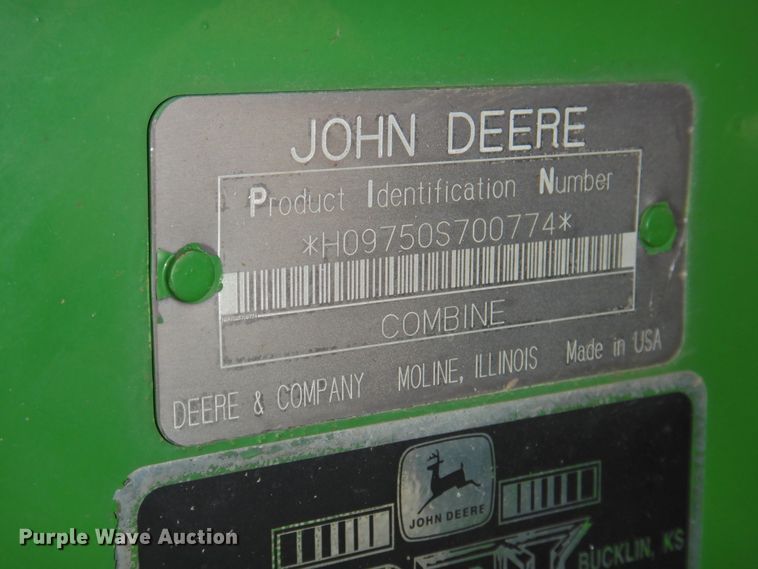 JOHN DEERE
Product Identification Number
*H09750S700774*
COMBINE
DEERE & COMPANY MOLINE, ILLINOIS Made in USA
JOHN DEERE
BUCKLIN, KS
Purple Wave Auction